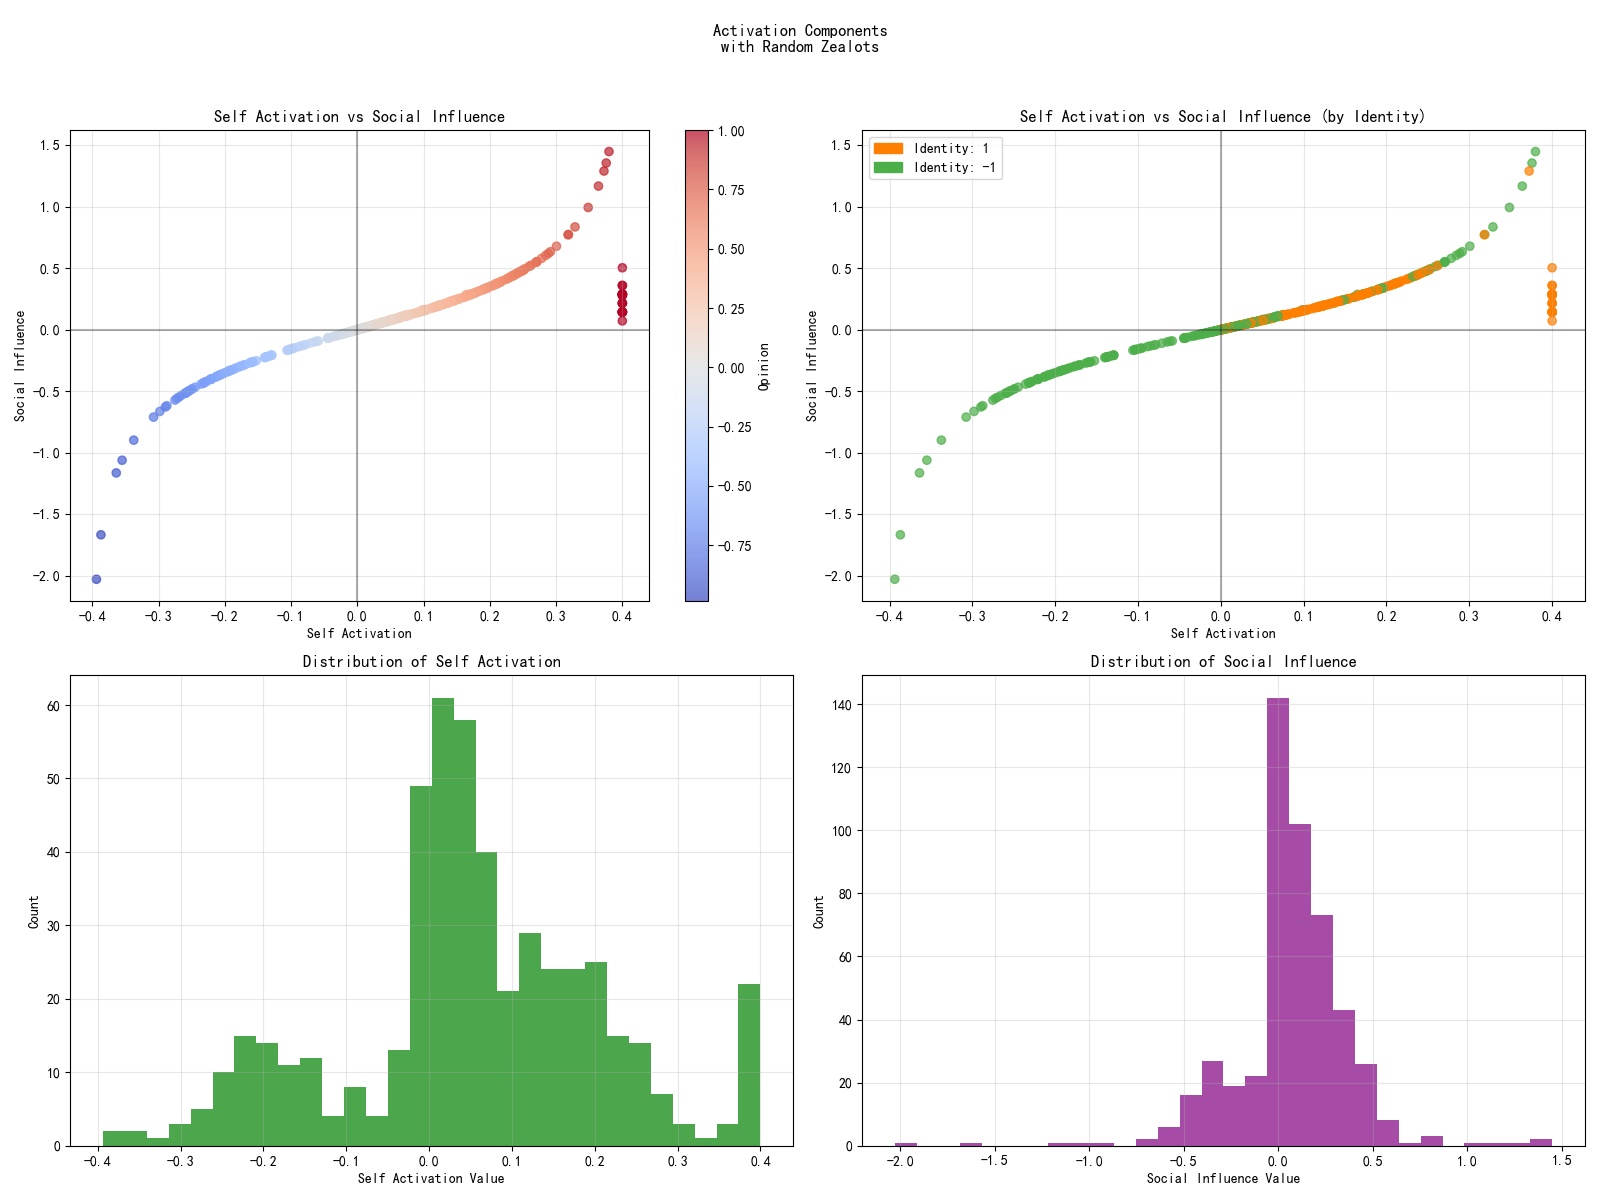 Activation Components
with Random Zealots
Self Activation vs Social Influence
1.5
1.0
0.5
0.0
-0.5
-1.0
-1.5
-2.0
Social Influence
-0.4 -0.3 -0.2 -0.1 0.0 0.1 0.2 0.3 0.4
Self Activation
1.00
0.75
0.50
0.25
0.00
-0.25
-0.50
-0.75
Opinion
Self Activation vs Social Influence (by Identity)
Identity: 1
Identity: -1
1.5
1.0
0.5
0.0
-0.5
-1.0
-1.5
-2.0
Social Influence
-0.4 -0.3 -0.2 -0.1 0.0 0.1 0.2 0.3 0.4
Self Activation
Distribution of Self Activation
60
50
40
30
20
10
0
Count
-0.4 -0.3 -0.2 -0.1 0.0 0.1 0.2 0.3 0.4
Self Activation Value
Distribution of Social Influence
140
120
100
80
60
40
20
0
Count
-2.0 -1.5 -1.0 -0.5 0.0 0.5 1.0 1.5
Social Influence Value